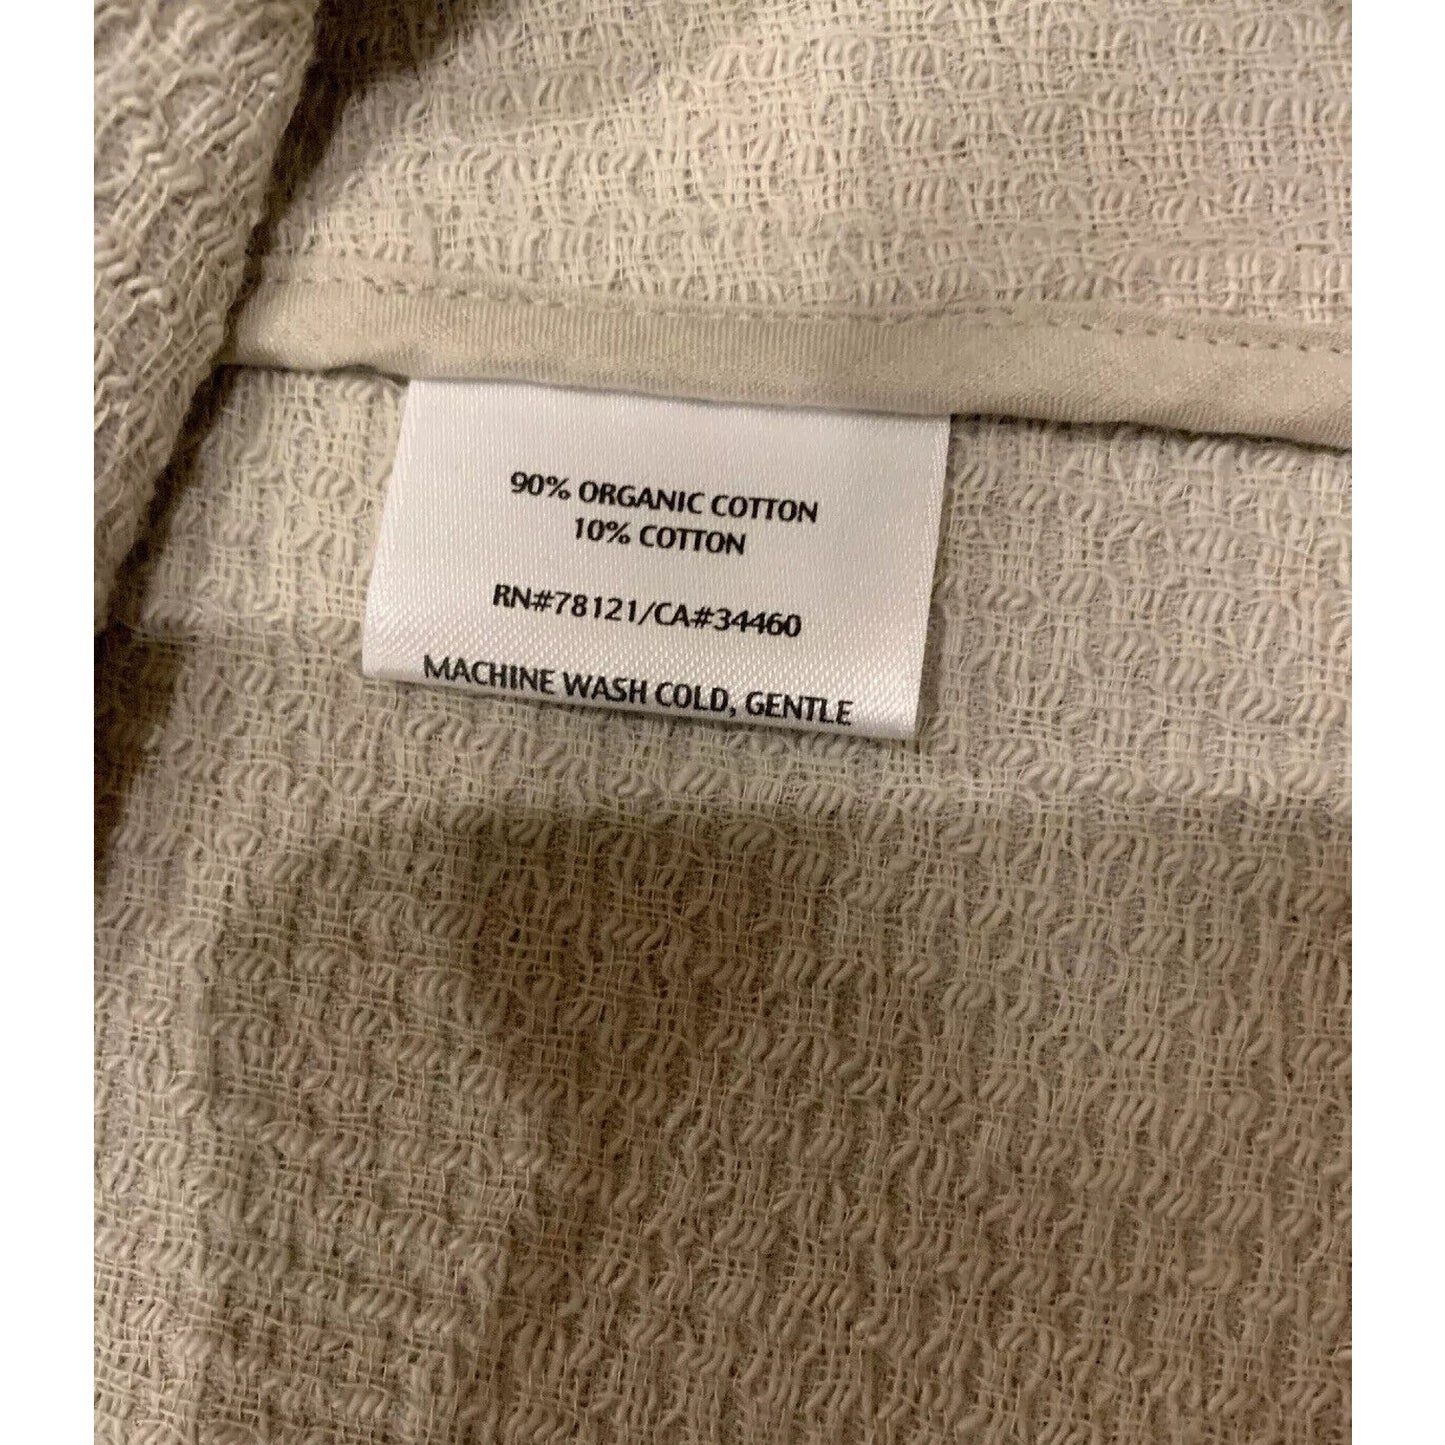 90% ORGANIC COTTON
10% COTTON
RN#78121/CA#34460
MACHINE WASH COLD, GENTLE